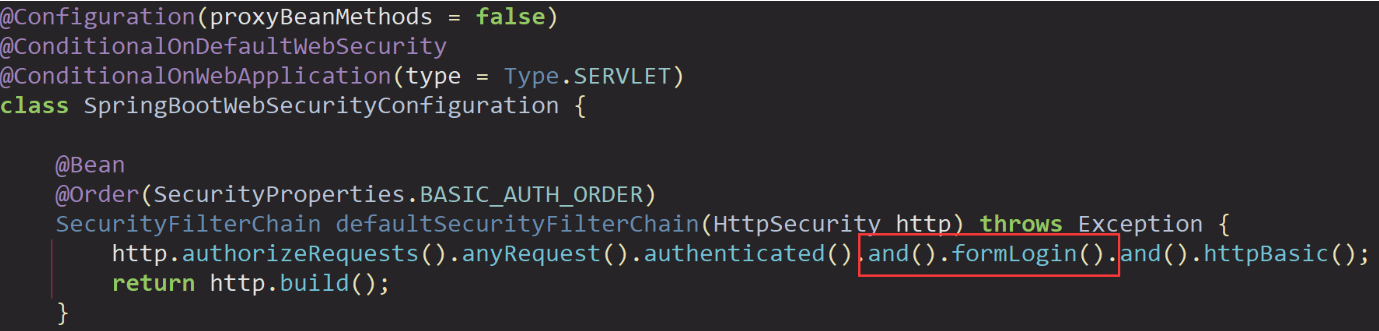 @Configuration(proxyBeanMethods = false)
@ConditionalOnDefaultWebSecurity
@ConditionalOnWebApplication(type = Type.SERVLET)
class SpringBootWebSecurityConfiguration {
@Bean
@Order(SecurityProperties.BASIC_AUTH_ORDER)
SecurityFilterChain defaultSecurityFilterChain(HttpSecurity http) throws Exception {
http.authorizeRequests().anyRequest().authenticated().and().formLogin().and().httpBasic();
return http.build();
}